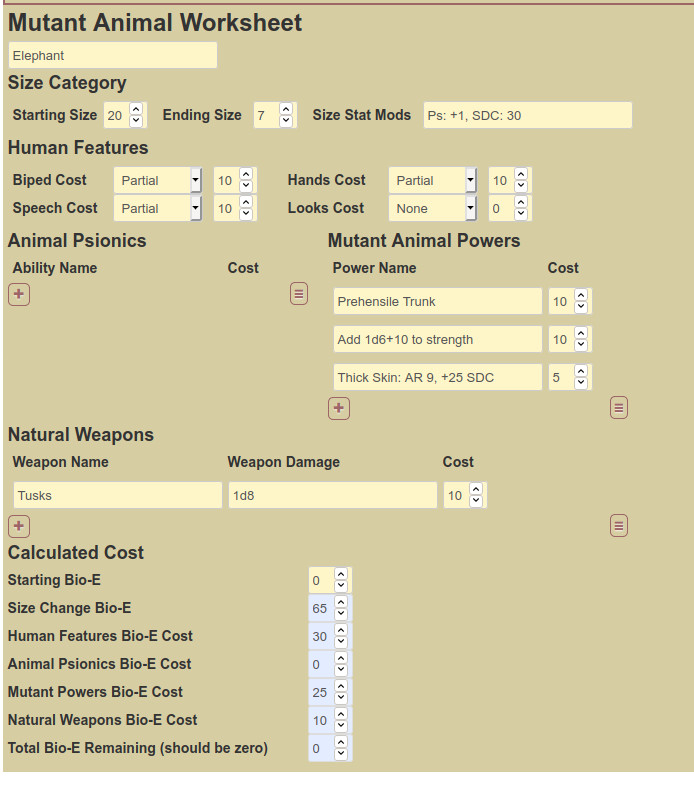 Mutant Animal Worksheet
Elephant
Size Category
Starting Size 20 Ending Size 7 Size Stat Mods Ps: +1, SDC: 30
Human Features
Biped Cost Partial 10 Hands Cost Partial 10
Speech Cost Partial 10 Looks Cost None 0
Animal Psionics
Ability Name Cost
+
Mutant Animal Powers
Power Name Cost
Prehensile Trunk 10
Add 1d6+10 to strength 10
Thick Skin: AR 9, +25 SDC 5
+
Natural Weapons
Weapon Name Weapon Damage Cost
Tusks 1d8 10
+
Calculated Cost
Starting Bio-E 0
Size Change Bio-E 65
Human Features Bio-E Cost 30
Animal Psionics Bio-E Cost 0
Mutant Powers Bio-E Cost 25
Natural Weapons Bio-E Cost 10
Total Bio-E Remaining (should be zero) 0